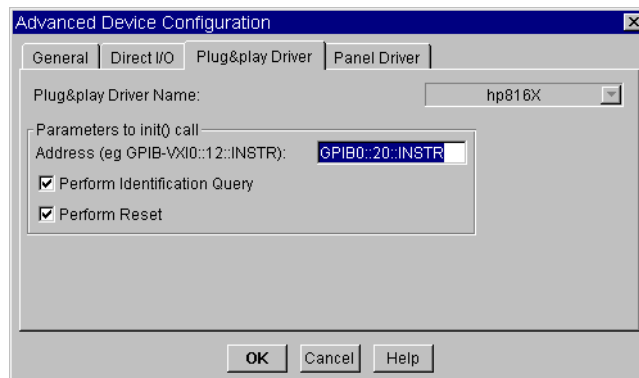 Advanced Device Configuration
General Direct I/O Plug&play Driver Panel Driver
Plug&play Driver Name: hp816X
Parameters to init() call
Address (eg GPIB-VXI0::12::INSTR): GPIB0::20::INSTR
Perform Identification Query
Perform Reset
OK Cancel Help